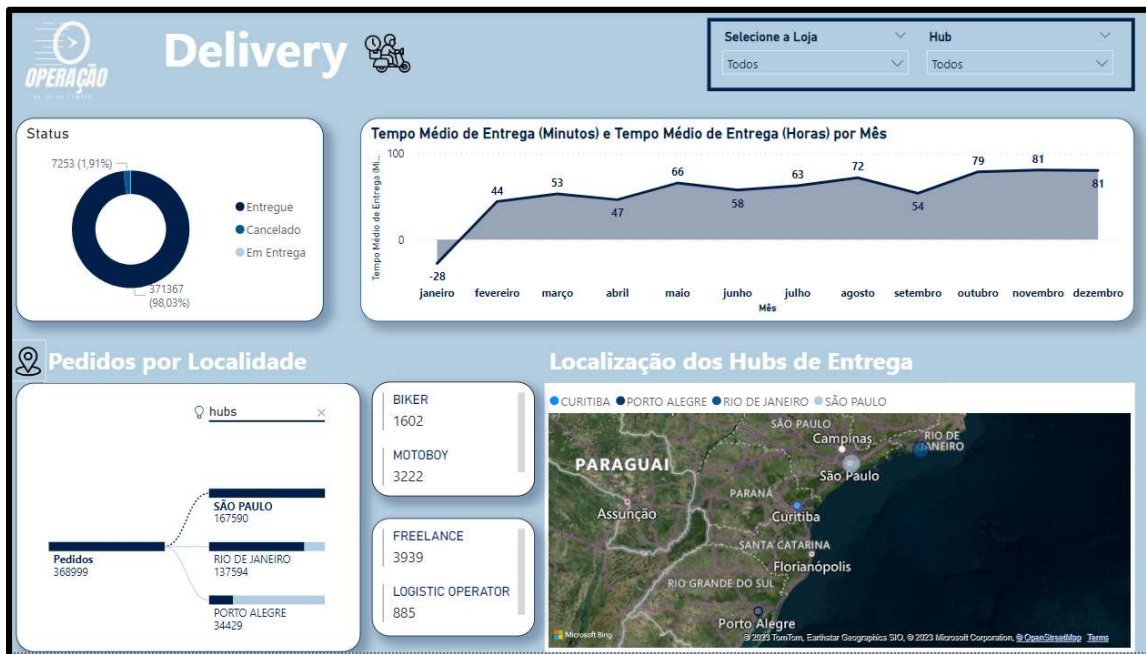 OPERAÇÃO
Delivery
Selecione a Loja
Todos
Hub
Todos
Status
7253 (1,91%)
371367
(98,03%)
Entregue
Cancelado
Em Entrega
Tempo Médio de Entrega (Minutos) e Tempo Médio de Entrega (Horas) por Mês
Tempo Médio de Entrega (Mi...
100
0
-28
44
53
47
66
58
63
72
54
79
81
81
janeiro
fevereiro
março
abril
maio
junho
julho
agosto
setembro
outubro
novembro
dezembro
Mês
Pedidos por Localidade
hubs
Pedidos
368999
SÃO PAULO
167590
RIO DE JANEIRO
137594
PORTO ALEGRE
34429
BIKER
1602
MOTOBOY
3222
FREELANCE
3939
LOGISTIC OPERATOR
885
Localização dos Hubs de Entrega
CURITIBA
PORTO ALEGRE
RIO DE JANEIRO
SÃO PAULO
SÃO PAULO
Campinas
RIO DE
JANEIRO
PARAGUAI
São Paulo
PARANÁ
Assunção
Curitiba
SANTA CATARINA
Florianópolis
RIO GRANDE DO SUL
Porto Alegre
Microsoft Bing
© 2023 TomTom, Earthstar Geographics SIO, © 2023 Microsoft Corporation, © OpenStreetMap Terms